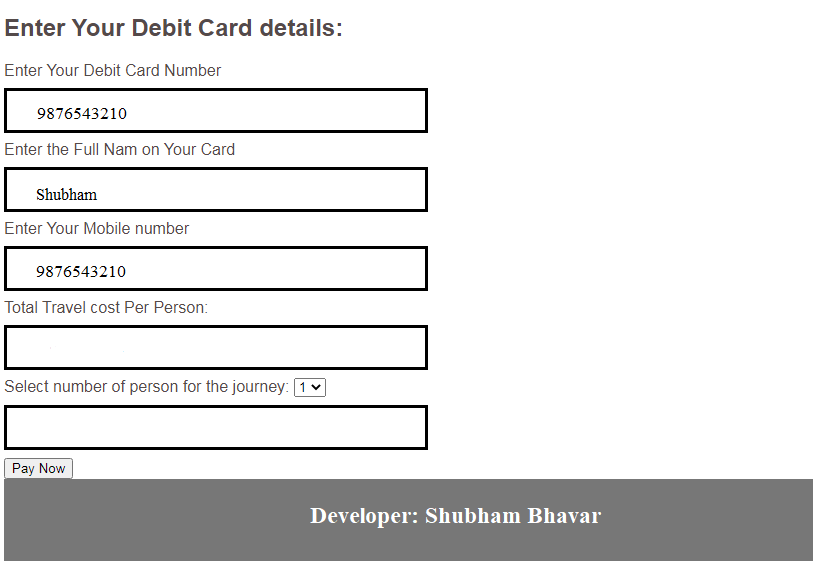 Enter Your Debit Card details:
Enter Your Debit Card Number
9876543210
Enter the Full Nam on Your Card
Shubham
Enter Your Mobile number
9876543210
Total Travel cost Per Person:
Select number of person for the journey: 1
Pay Now
Developer: Shubham Bhavar